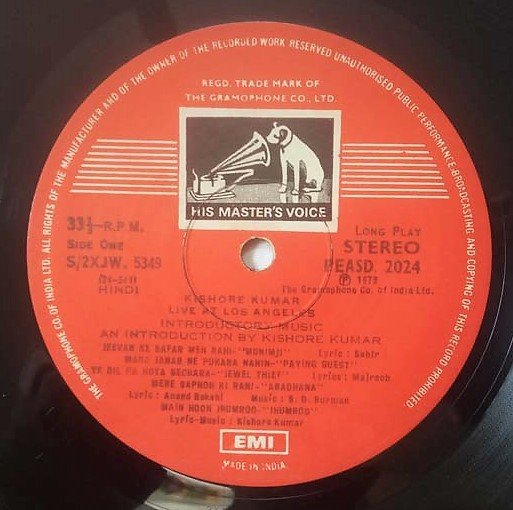 THE GRAMOPHONE CO. OF INDIA LTD. ALL RIGHTS OF THE MANUFACTURER AND OF THE OWNER OF THE RECORDED WORK RESERVED UNAUTHORISED PUBLIC PERFORMANCE-BROADCASTING AND COPYING OF THIS RECORD PROHIBITED
REGD. TRADE MARK OF
THE GRAMOPHONE CO., LTD.
HIS MASTER'S VOICE
33⅓-R.P.M.
SIDE ONE
S/2XJW. 5349
HINDI
LONG PLAY
STEREO
PEASD. 2024
Ⓟ 1978
The Gramophone Co. of India Ltd.
KISHORE KUMAR
LIVE AT LOS ANGELES
INTRODUCTORY MUSIC
AN INTRODUCTION BY KISHORE KUMAR
JEEVAN KE SAFAR MEN RAHI-"MUNIMJI" Lyric: Sahir
MANA JANAB NE PUKARA NAHIN-"PAYING GUEST"
YE DIL NA HOTA BECHARA-"JEWEL THIEF" Lyrics: Majrooh
MERE SAPNON KI RANI-"ARADHANA"
Lyric: Anand Bakshi Music: S. D. Burman
MAIN HOON JHUMROO-"JHUMROO"
Lyric-Music: Kishore Kumar
EMI
MADE IN INDIA.